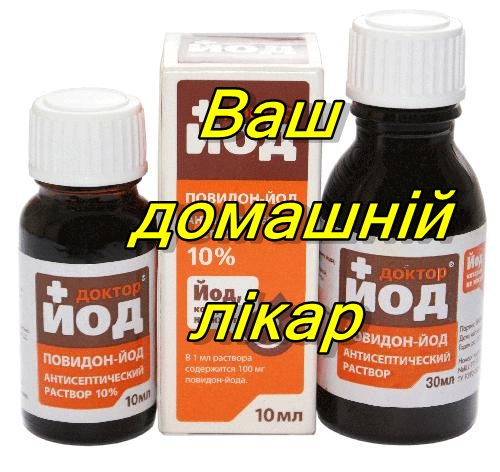 Ваш
домашній
лікар
+ доктор®
ЙОД
ПОВИДОН-ЙОД
АНТИСЕПТИЧЕСКИЙ
РАСТВОР 10%
10мл
+
ЙОД
ПОВИДОН-ЙОД
10%
Йод,
В 1 мл раствора
содержится 100 мг
повидон-йода.
10 мл
+ доктор®
ЙОД
ПОВИДОН-ЙОД
АНТИСЕПТИЧЕСКИЙ
РАСТВОР
30мл
Йод,